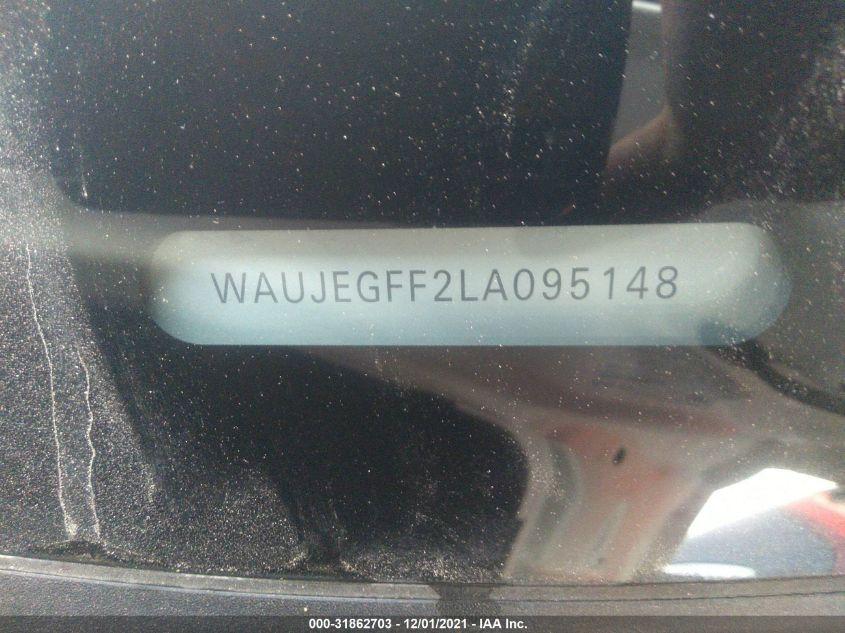 WAUJEGFF2LA095148
000-31862703 - 12/01/2021 - IAA Inc.